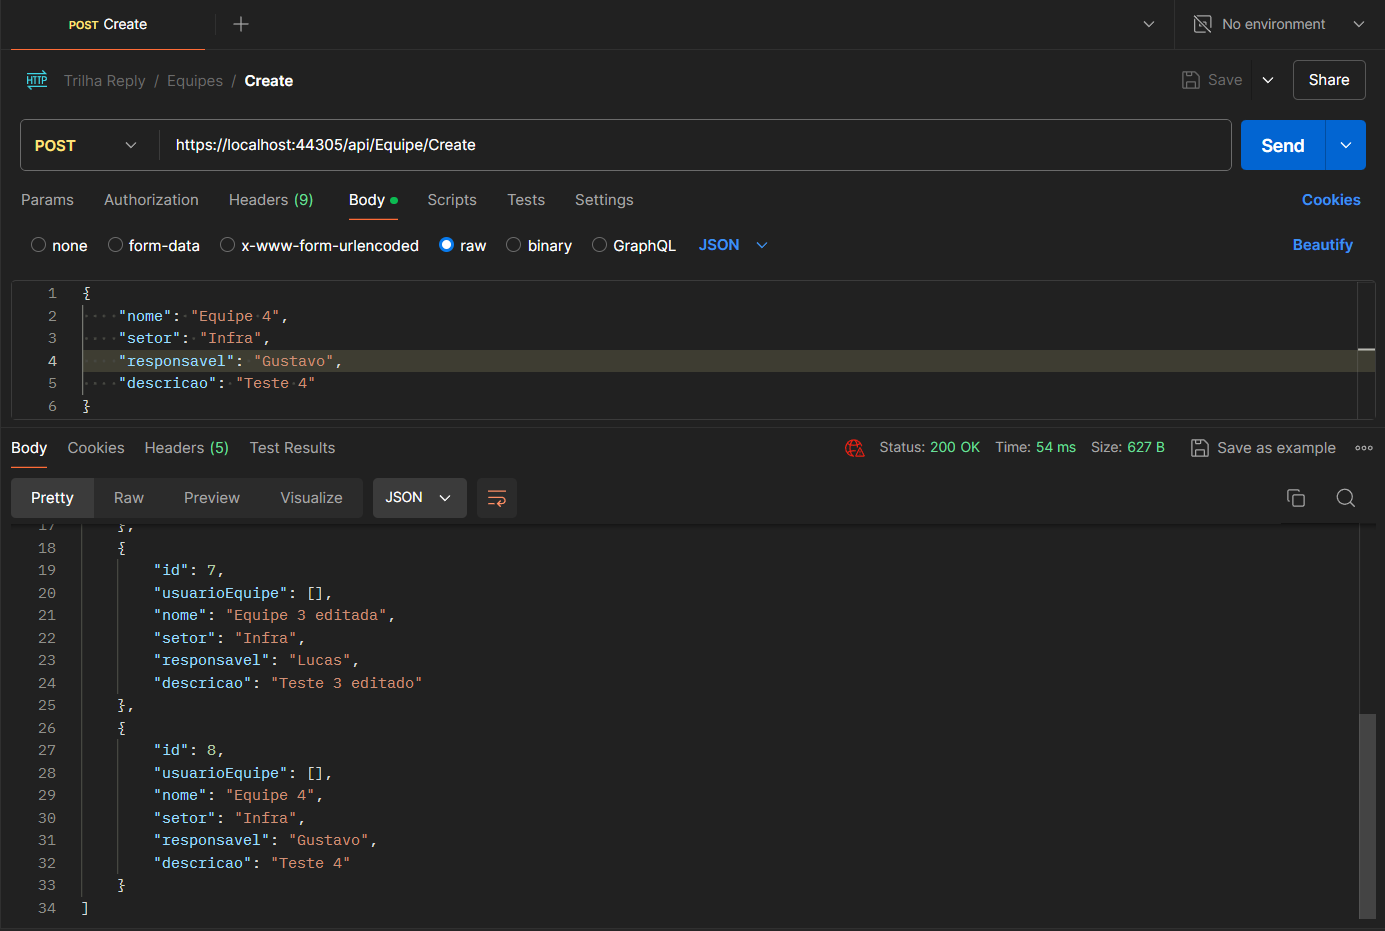 POST Create
No environment
HTTP Trilha Reply / Equipes / Create
Save
Share
POST
https://localhost:44305/api/Equipe/Create
Send
Params Authorization Headers (9) Body Scripts Tests Settings
Cookies
none form-data x-www-form-urlencoded raw binary GraphQL JSON
Beautify
1 {
2 "nome": "Equipe 4",
3 "setor": "Infra",
4 "responsavel": "Gustavo",
5 "descricao": "Teste 4"
6 }
Body Cookies Headers (5) Test Results
Status: 200 OK Time: 54 ms Size: 627 B
Save as example
Pretty Raw Preview Visualize JSON
17 },
18 {
19 "id": 7,
20 "usuarioEquipe": [],
21 "nome": "Equipe 3 editada",
22 "setor": "Infra",
23 "responsavel": "Lucas",
24 "descricao": "Teste 3 editado"
25 },
26 {
27 "id": 8,
28 "usuarioEquipe": [],
29 "nome": "Equipe 4",
30 "setor": "Infra",
31 "responsavel": "Gustavo",
32 "descricao": "Teste 4"
33 }
34 ]